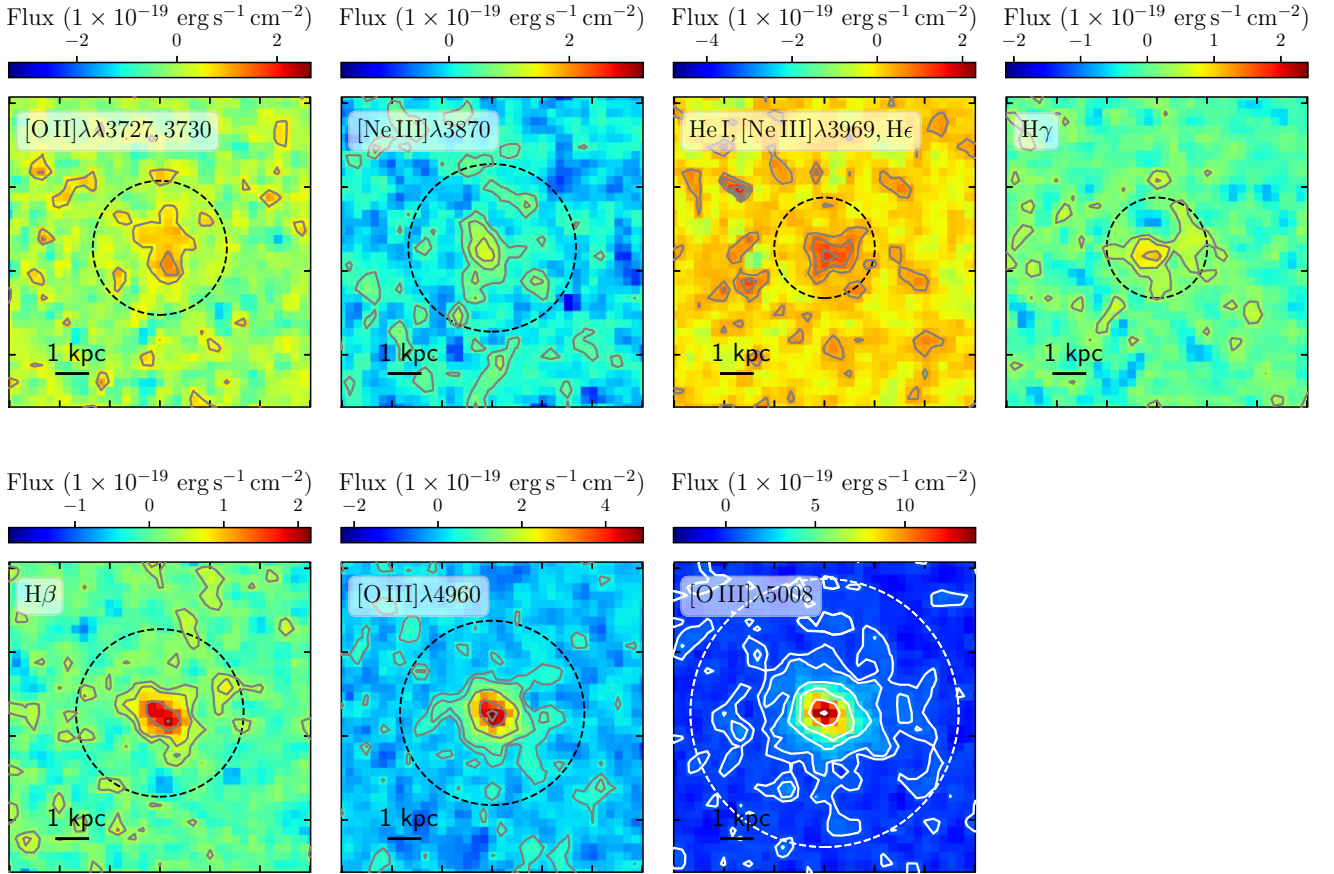 Flux (1 × 10⁻¹⁹ erg s⁻¹ cm⁻²) Flux (1 × 10⁻¹⁹ erg s⁻¹ cm⁻²) Flux (1 × 10⁻¹⁹ erg s⁻¹ cm⁻²) Flux (1 × 10⁻¹⁹ erg s⁻¹ cm⁻²)
−2 0 2 0 2 −4 −2 0 2 −2 −1 0 1 2
[O II]λλ3727, 3730 [Ne III]λ3870 He I, [Ne III]λ3969, Hϵ Hγ
1 kpc 1 kpc 1 kpc 1 kpc
Flux (1 × 10⁻¹⁹ erg s⁻¹ cm⁻²) Flux (1 × 10⁻¹⁹ erg s⁻¹ cm⁻²) Flux (1 × 10⁻¹⁹ erg s⁻¹ cm⁻²)
−1 0 1 2 −2 0 2 4 0 5 10
Hβ [O III]λ4960 [O III]λ5008
1 kpc 1 kpc 1 kpc